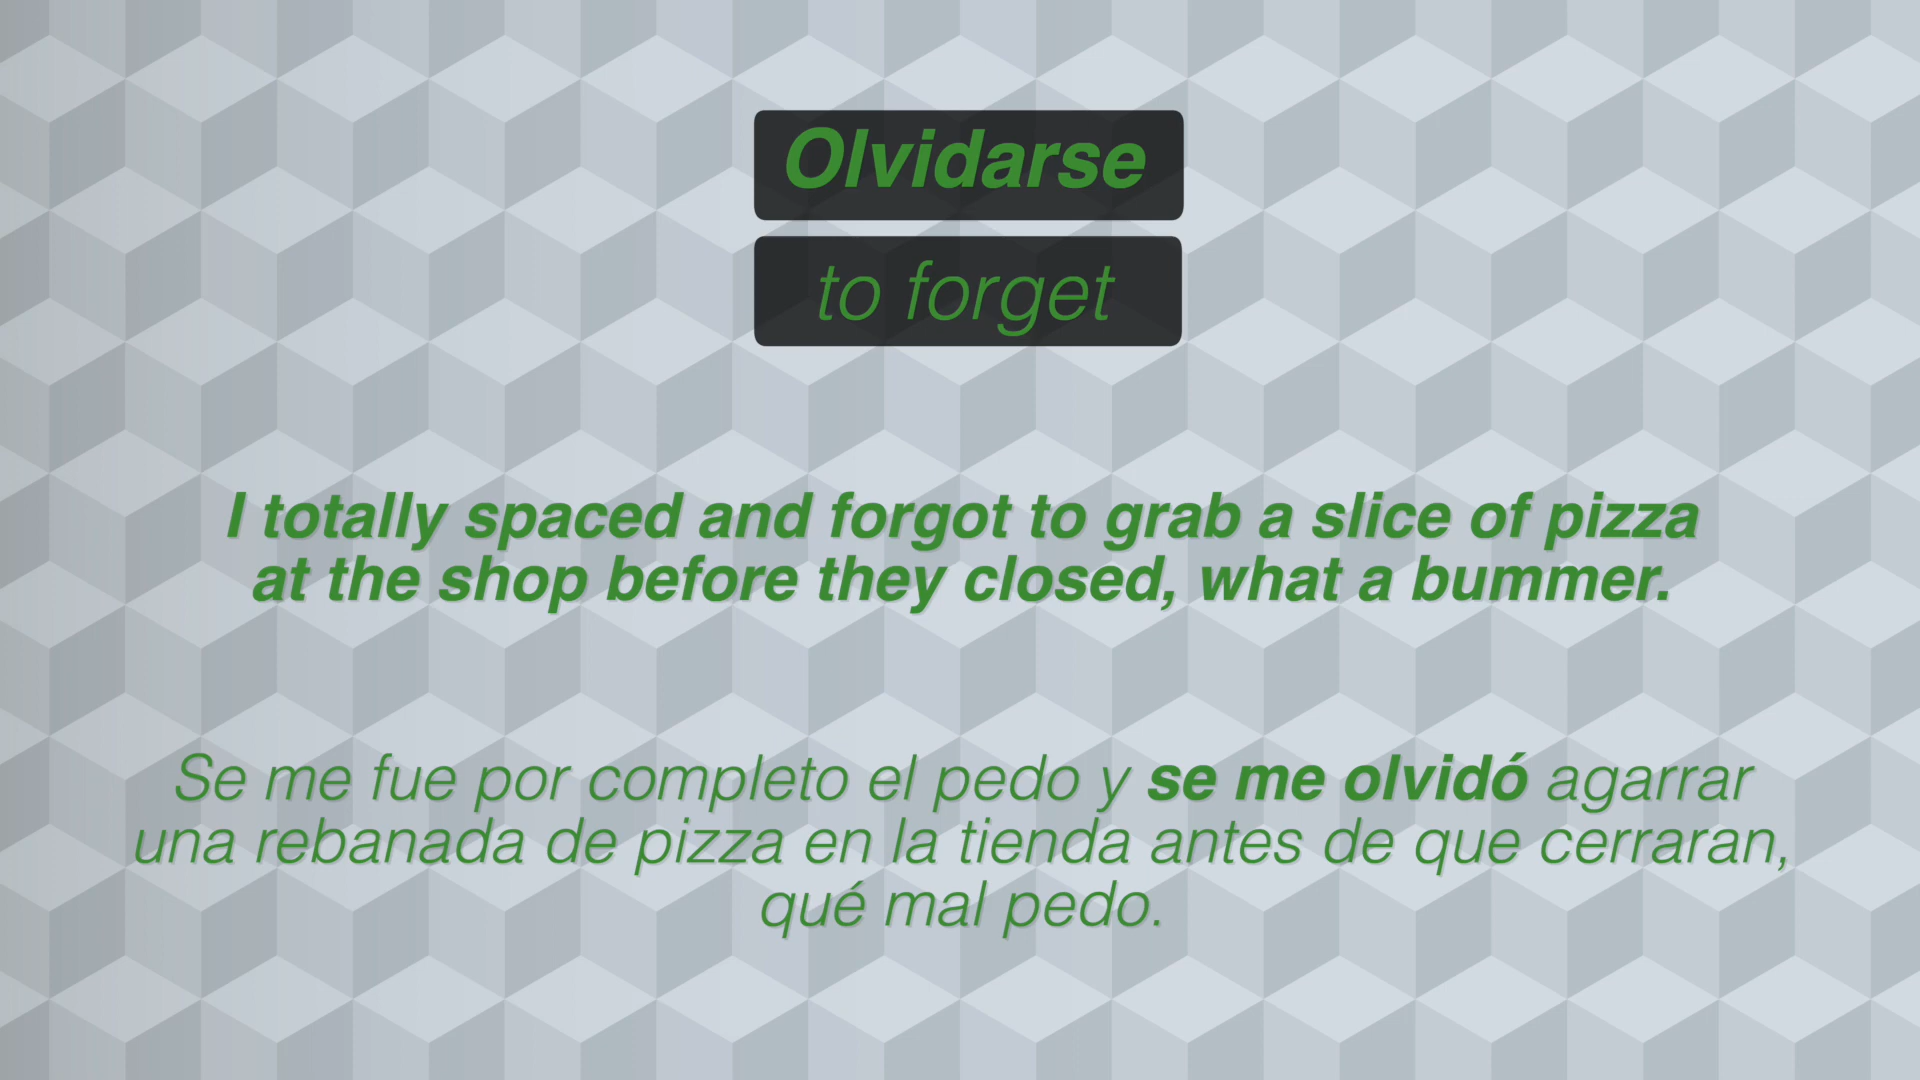 Olvidarse
to forget
I totally spaced and forgot to grab a slice of pizza
at the shop before they closed, what a bummer.
Se me fue por completo el pedo y se me olvidó agarrar
una rebanada de pizza en la tienda antes de que cerraran,
qué mal pedo.